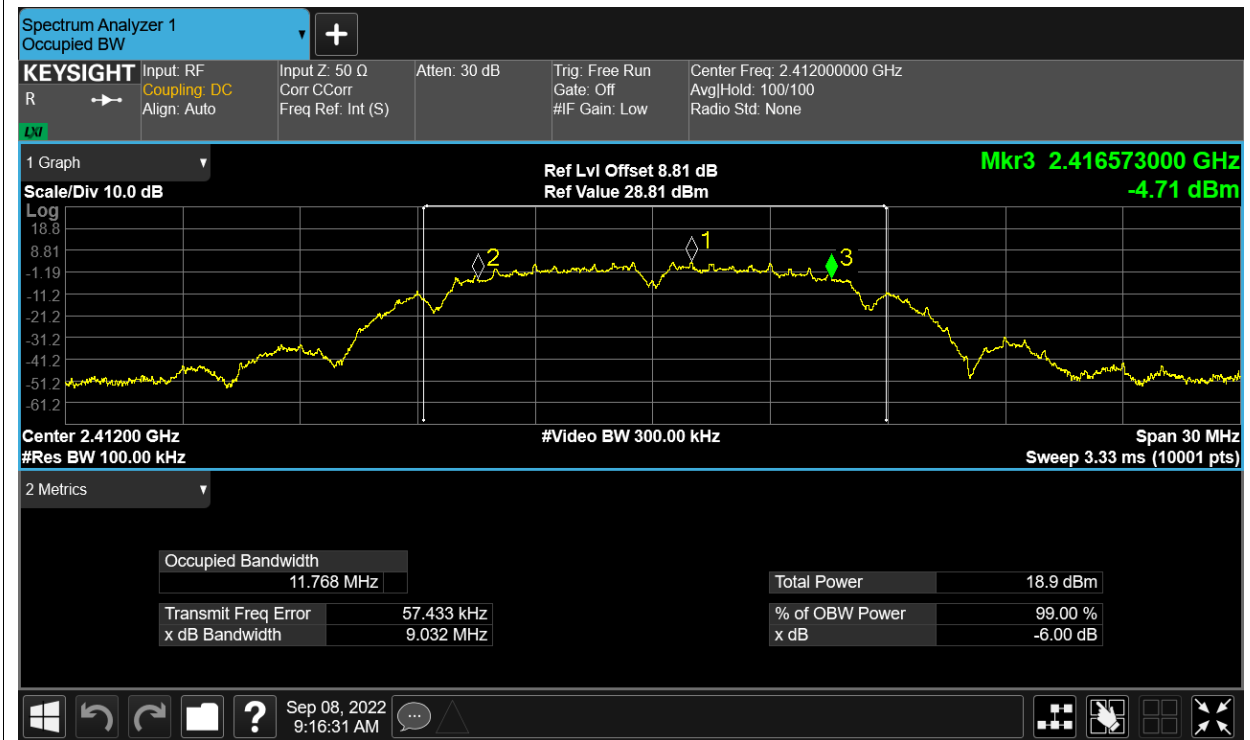 Spectrum Analyzer 1
Occupied BW
KEYSIGHT
R
LXI
Input: RF
Coupling: DC
Align: Auto
Input Z: 50 Ω
Corr CCorr
Freq Ref: Int (S)
Atten: 30 dB
Trig: Free Run
Gate: Off
#IF Gain: Low
Center Freq: 2.412000000 GHz
Avg|Hold: 100/100
Radio Std: None
1 Graph
Scale/Div 10.0 dB
Ref Lvl Offset 8.81 dB
Ref Value 28.81 dBm
Mkr3 2.416573000 GHz
-4.71 dBm
Log
18.8
8.81
-1.19
-11.2
-21.2
-31.2
-41.2
-51.2
-61.2
2
1
3
Center 2.41200 GHz
#Video BW 300.00 kHz
Span 30 MHz
#Res BW 100.00 kHz
Sweep 3.33 ms (10001 pts)
2 Metrics
Occupied Bandwidth
11.768 MHz
Total Power 18.9 dBm
Transmit Freq Error 57.433 kHz
% of OBW Power 99.00 %
x dB Bandwidth 9.032 MHz
x dB -6.00 dB
?
Sep 08, 2022
9:16:31 AM